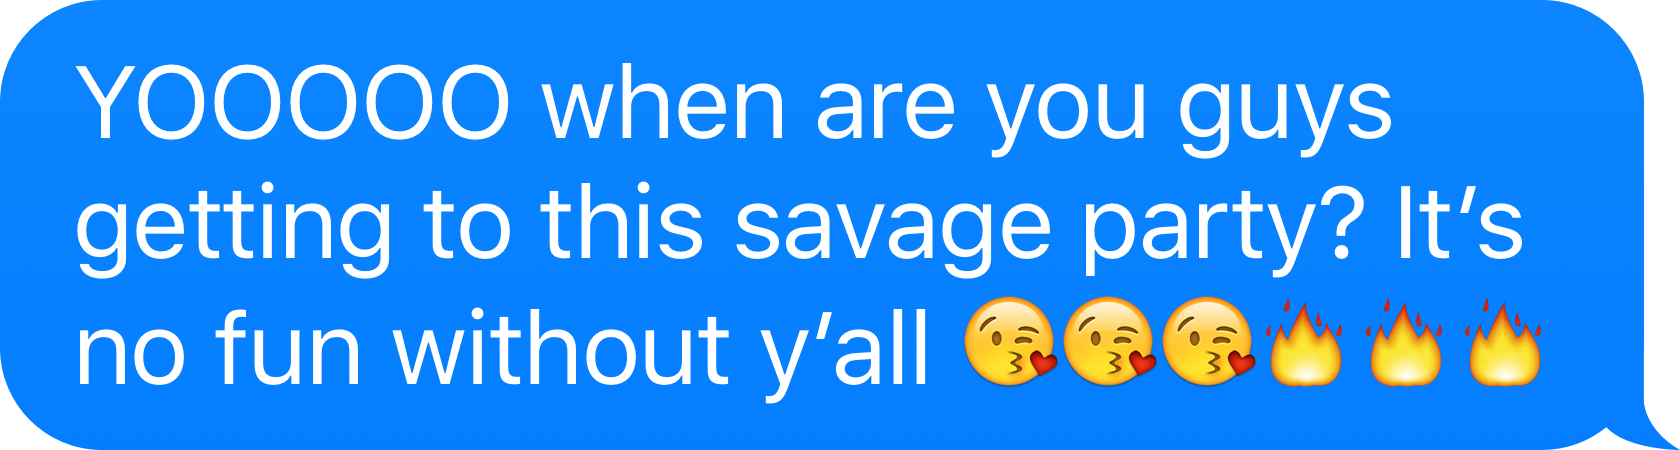 YOOOOO when are you guys
getting to this savage party? It’s
no fun without y’all 😘😘😘🔥🔥🔥